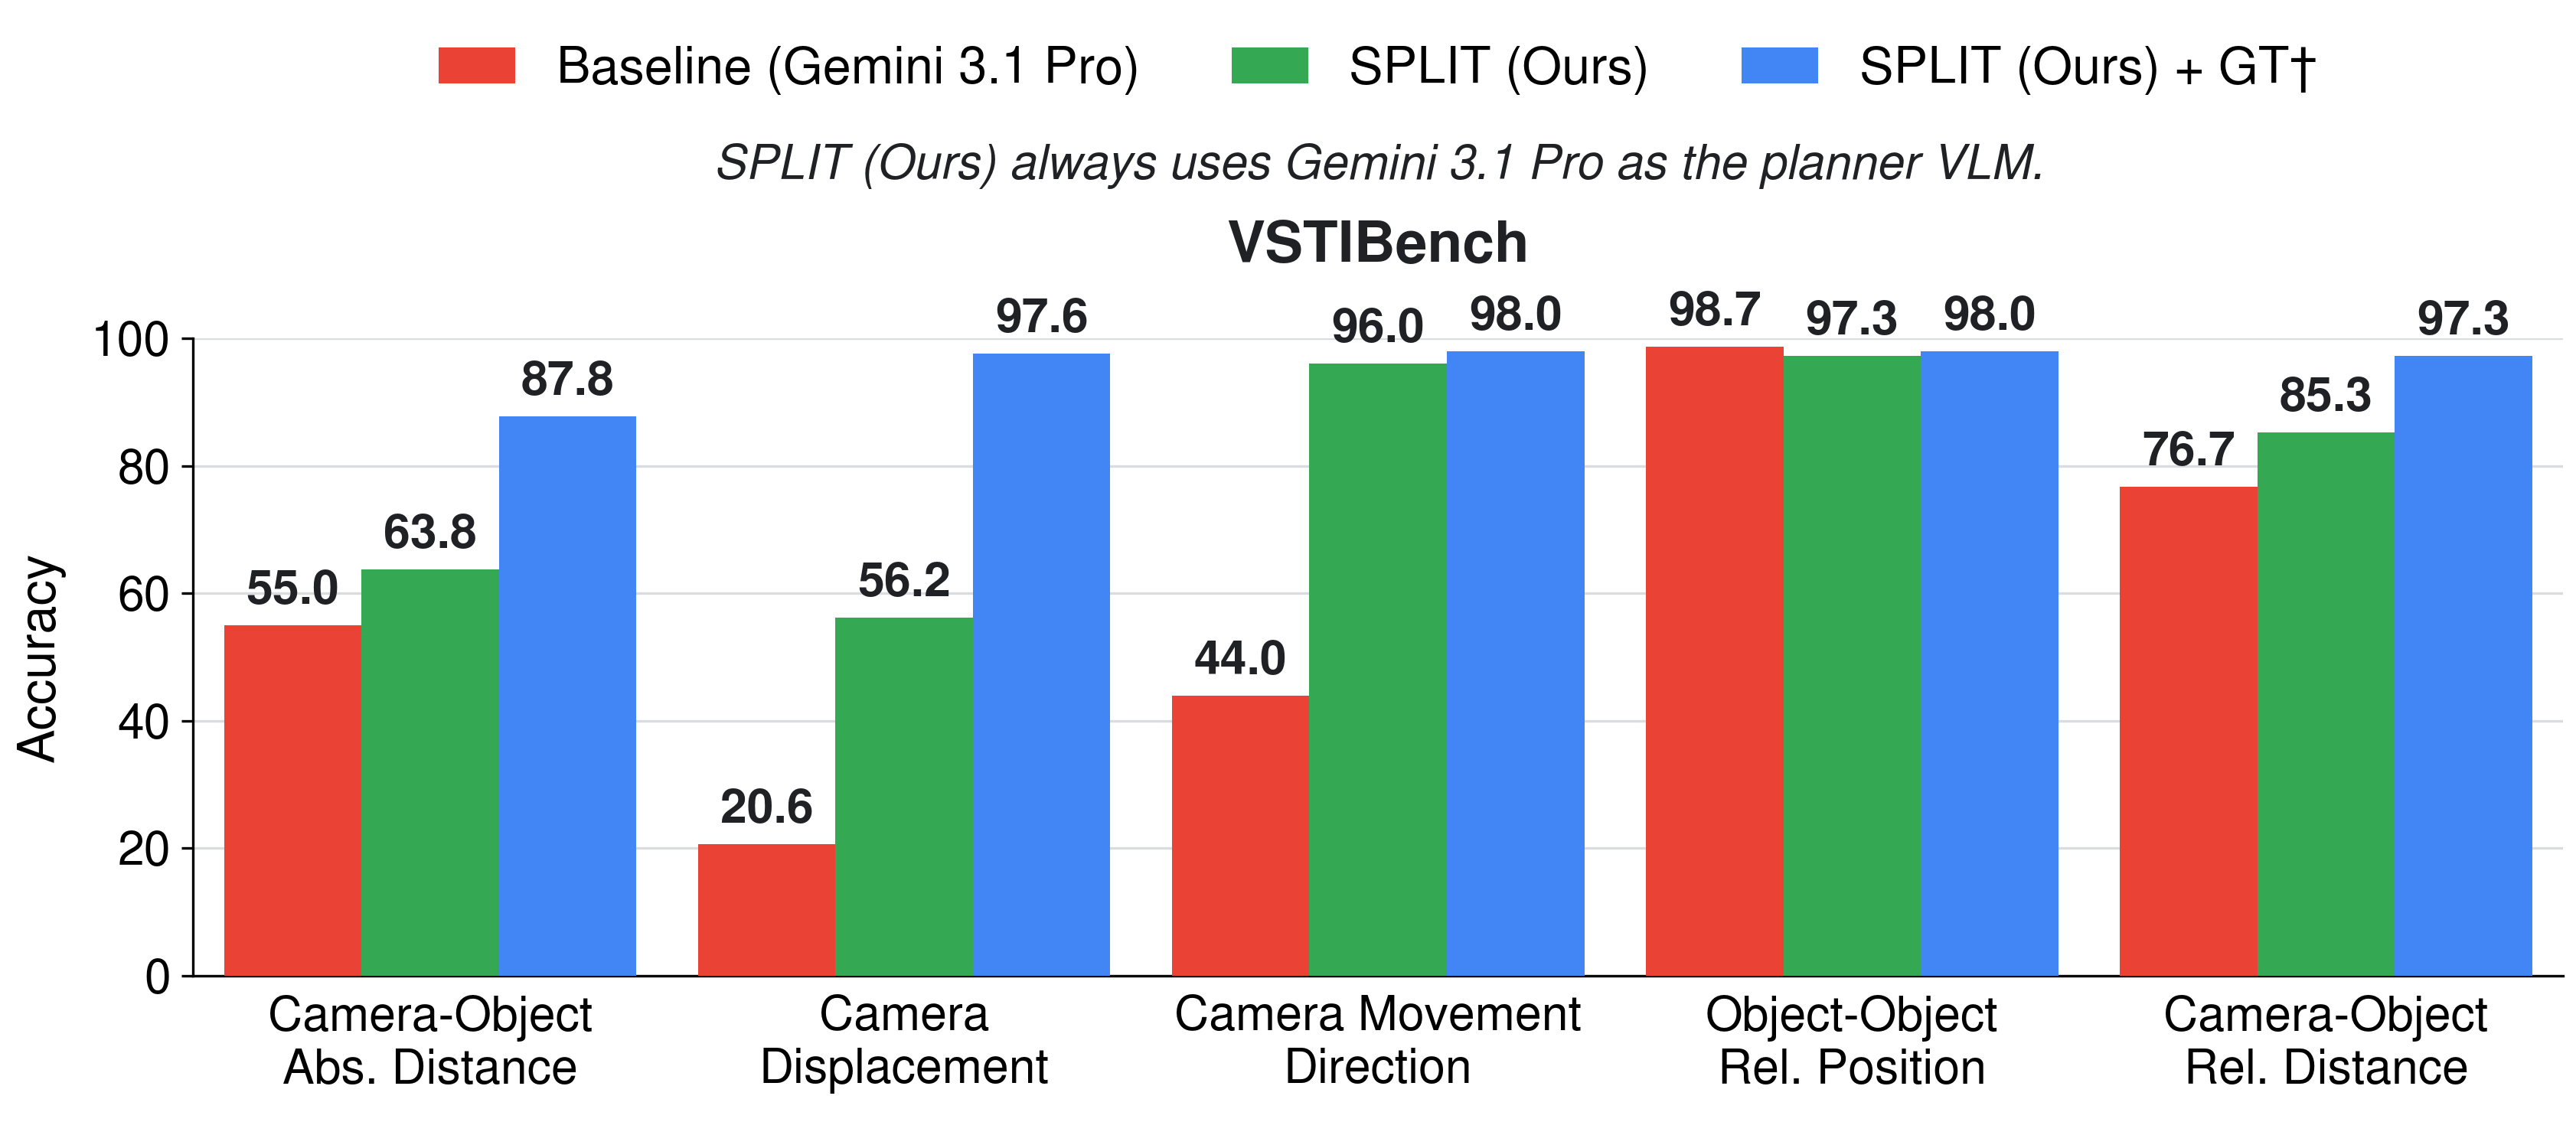 Baseline (Gemini 3.1 Pro) SPLIT (Ours) SPLIT (Ours) + GT†
SPLIT (Ours) always uses Gemini 3.1 Pro as the planner VLM.
VSTIBench
Accuracy
100
80
60
40
20
0
55.0 63.8 87.8
20.6 56.2 97.6
44.0 96.0 98.0
98.7 97.3 98.0
76.7 85.3 97.3
Camera-Object
Abs. Distance
Camera
Displacement
Camera Movement
Direction
Object-Object
Rel. Position
Camera-Object
Rel. Distance